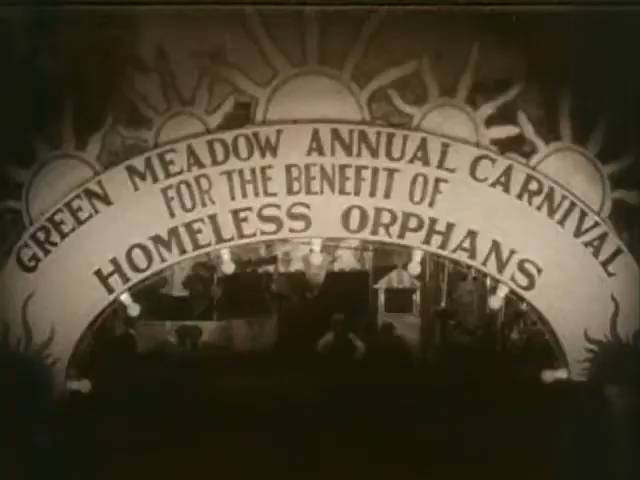 GREEN MEADOW ANNUAL CARNIVAL
FOR THE BENEFIT OF
HOMELESS ORPHANS